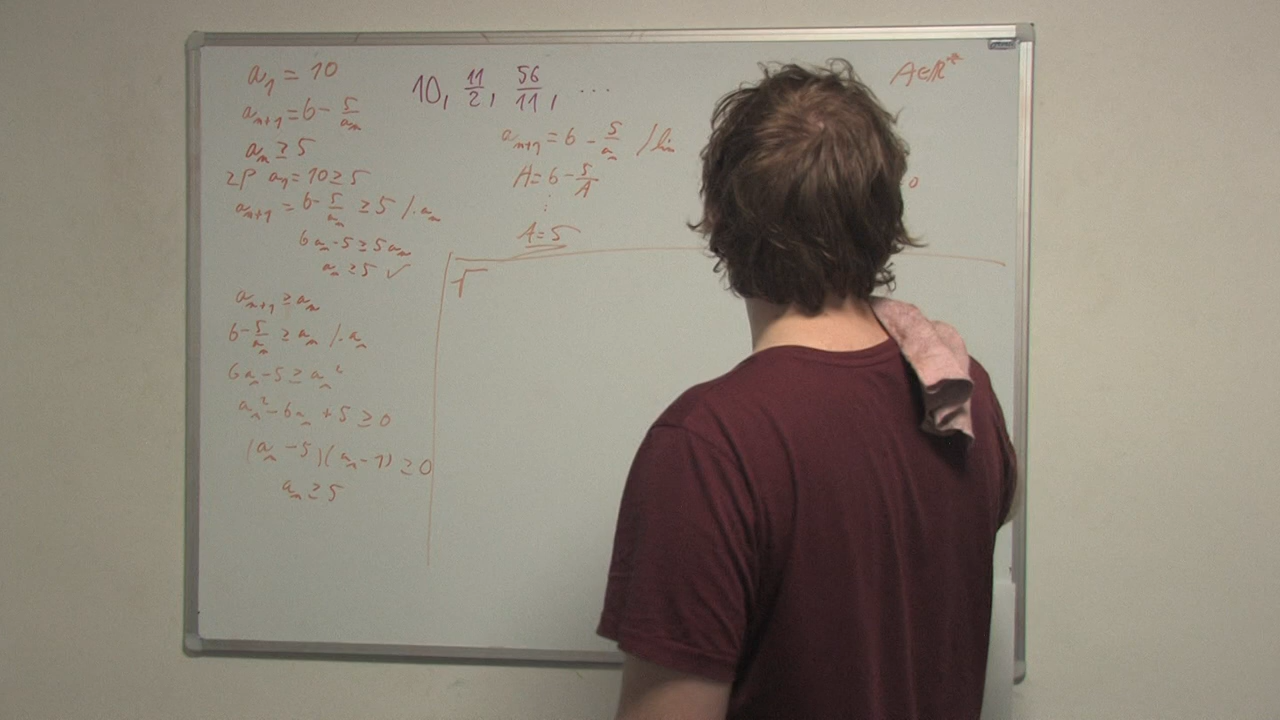 a₁ = 10
aₙ₊₁ = 6 - 5/aₙ
aₙ ≥ 5
ZP a₁ = 10 ≥ 5
aₙ₊₁ = 6 - 5/aₙ ≥ 5 /·aₙ
6aₙ - 5 ≥ 5aₙ
aₙ ≥ 5 ✓
aₙ₊₁ ≥ aₙ
6 - 5/aₙ ≥ aₙ /·aₙ
6aₙ - 5 ≥ aₙ²
aₙ² - 6aₙ + 5 ≥ 0
(aₙ - 5)(aₙ - 1) ≥ 0
aₙ ≥ 5
10, 11/2, 56/11, ...
aₙ₊₁ = 6 - 5/aₙ /lim
A = 6 - 5/A
⋮
A = 5
A∈ℝ**
0